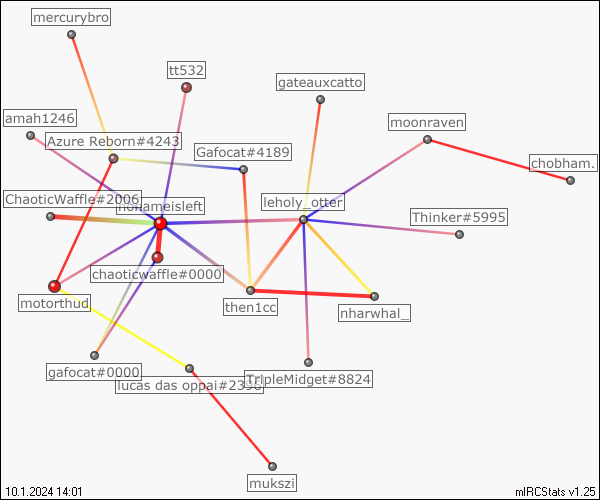 mercurybro
tt532
gateauxcatto
amah1246
moonraven
Azure Reborn#4243
Gafocat#4189
chobham.
ChaoticWaffle#2006
nonameisleft
leholy_otter
Thinker#5995
chaoticwaffle#0000
motorthud
then1cc
nharwhal_
gafocat#0000
lucas das oppai#2396
TripleMidget#8824
mukszi
10.1.2024 14:01
mIRCStats v1.25